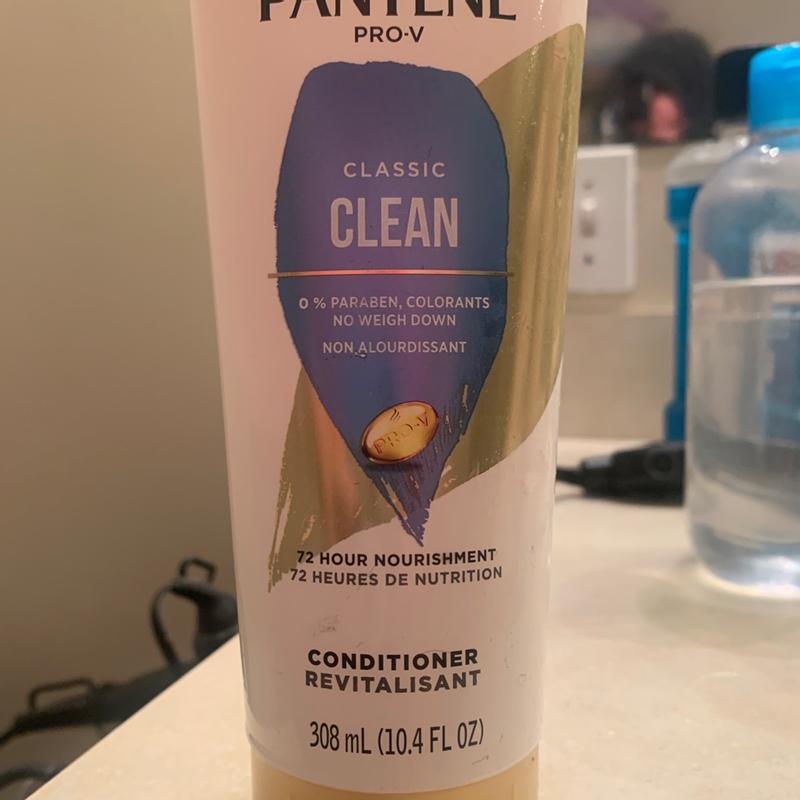 PANTENE
PRO-V
CLASSIC
CLEAN
0 % PARABEN, COLORANTS
NO WEIGH DOWN
NON ALOURDISSANT
PRO-V
72 HOUR NOURISHMENT
72 HEURES DE NUTRITION
CONDITIONER
REVITALISANT
308 mL (10.4 FL OZ)